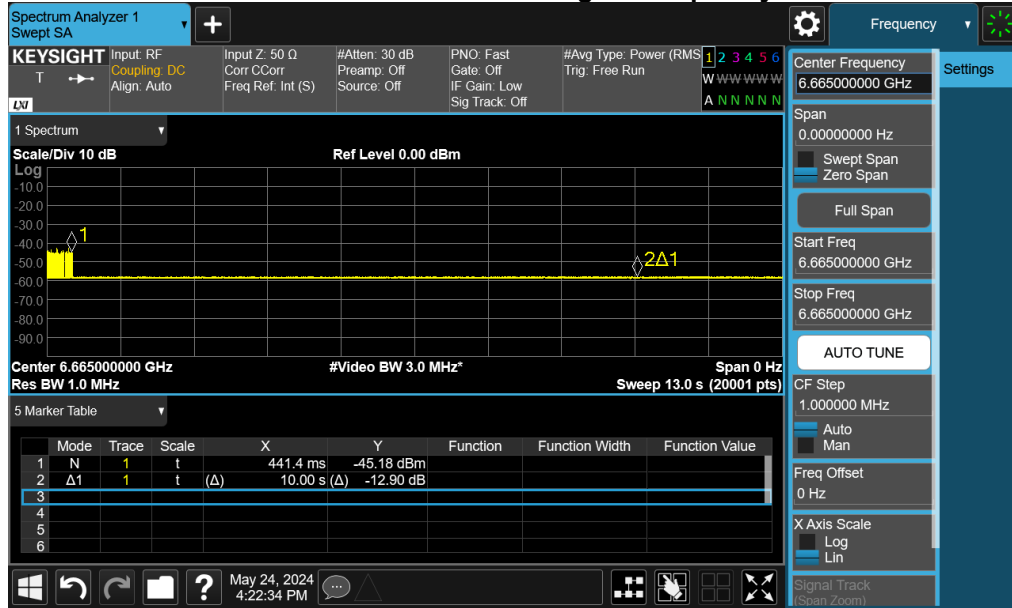 Spectrum Analyzer 1
Swept SA
+
Frequency
KEYSIGHT
T
LXI
Input: RF
Coupling: DC
Align: Auto
Input Z: 50 Ω
Corr CCorr
Freq Ref: Int (S)
#Atten: 30 dB
Preamp: Off
Source: Off
PNO: Fast
Gate: Off
IF Gain: Low
Sig Track: Off
#Avg Type: Power (RMS
Trig: Free Run
1 2 3 4 5 6
W W W W W W
A N N N N N
1 Spectrum
Scale/Div 10 dB
Ref Level 0.00 dBm
Log
-10.0
-20.0
-30.0
-40.0
-50.0
-60.0
-70.0
-80.0
-90.0
1
2Δ1
Center 6.665000000 GHz
#Video BW 3.0 MHz*
Span 0 Hz
Res BW 1.0 MHz
Sweep 13.0 s (20001 pts)
5 Marker Table
Mode Trace Scale X Y Function Function Width Function Value
1 N 1 t 441.4 ms -45.18 dBm
2 Δ1 1 t (Δ) 10.00 s (Δ) -12.90 dB
3
4
5
6
Center Frequency
6.665000000 GHz
Settings
Span
0.00000000 Hz
Swept Span
Zero Span
Full Span
Start Freq
6.665000000 GHz
Stop Freq
6.665000000 GHz
AUTO TUNE
CF Step
1.000000 MHz
Auto
Man
Freq Offset
0 Hz
X Axis Scale
Log
Lin
Signal Track
(Span Zoom)
?
May 24, 2024
4:22:34 PM